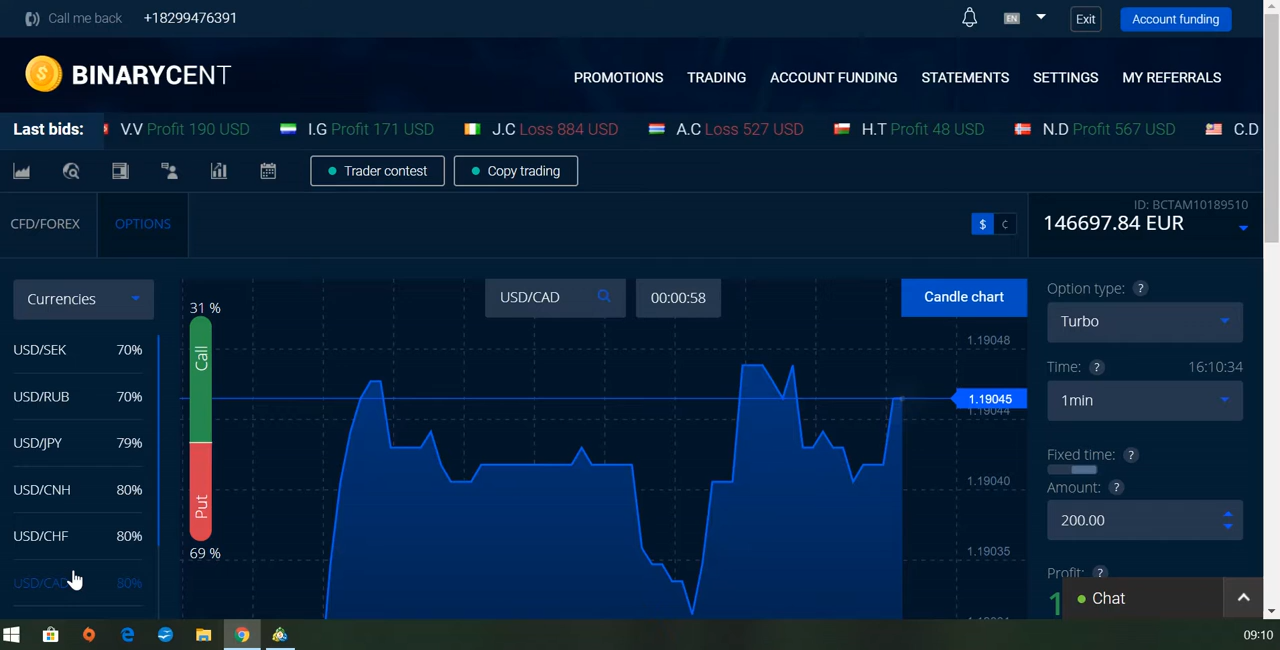 Call me back +18299476391
EN Exit Account funding
BINARYCENT
PROMOTIONS TRADING ACCOUNT FUNDING STATEMENTS SETTINGS MY REFERRALS
Last bids: V.V Profit 190 USD I.G Profit 171 USD J.C Loss 884 USD A.C Loss 527 USD H.T Profit 48 USD N.D Profit 567 USD C.D
Trader contest Copy trading
CFD/FOREX OPTIONS
$ ¢
ID: BCTAM10189510
146697.84 EUR
Currencies
USD/SEK 70%
USD/RUB 70%
USD/JPY 79%
USD/CNH 80%
USD/CHF 80%
USD/CAD 80%
31 %
Call
Put
69 %
USD/CAD 00:00:58
Candle chart
1.19048
1.19045
1.19044
1.19040
1.19035
Option type: ?
Turbo
Time: ? 16:10:34
1min
Fixed time: ?
Amount: ?
200.00
Profit: ?
Chat
09:10